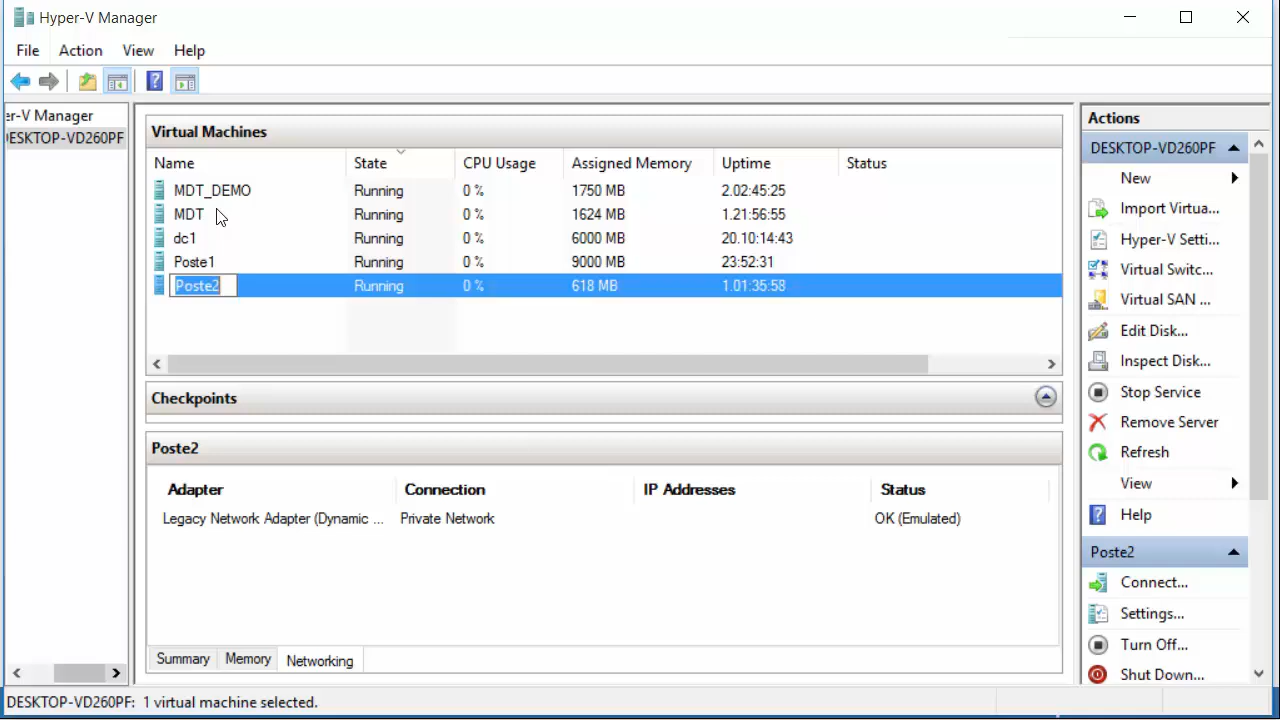 Hyper-V Manager
File Action View Help
er-V Manager
DESKTOP-VD260PF
Virtual Machines
Name State CPU Usage Assigned Memory Uptime Status
MDT_DEMO Running 0 % 1750 MB 2.02:45:25
MDT Running 0 % 1624 MB 1.21:56:55
dc1 Running 0 % 6000 MB 20.10:14:43
Poste1 Running 0 % 9000 MB 23:52:31
Poste2 Running 0 % 618 MB 1.01:35:58
Checkpoints
Poste2
Adapter Connection IP Addresses Status
Legacy Network Adapter (Dynamic ... Private Network OK (Emulated)
Summary Memory Networking
Actions
DESKTOP-VD260PF
New
Import Virtua...
Hyper-V Setti...
Virtual Switc...
Virtual SAN ...
Edit Disk...
Inspect Disk...
Stop Service
Remove Server
Refresh
View
Help
Poste2
Connect...
Settings...
Turn Off...
Shut Down...
DESKTOP-VD260PF: 1 virtual machine selected.